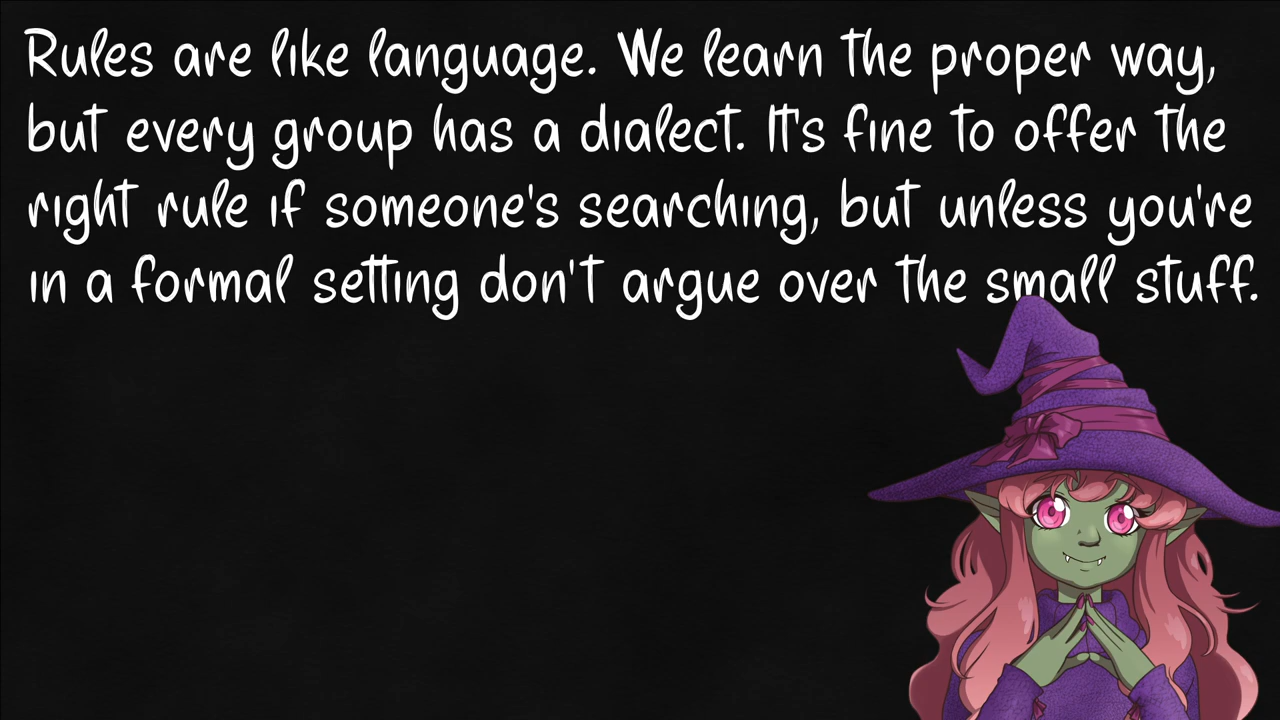 Rules are like language. We learn the proper way,
but every group has a dialect. It's fine to offer the
right rule if someone's searching, but unless you're
in a formal setting don't argue over the small stuff.